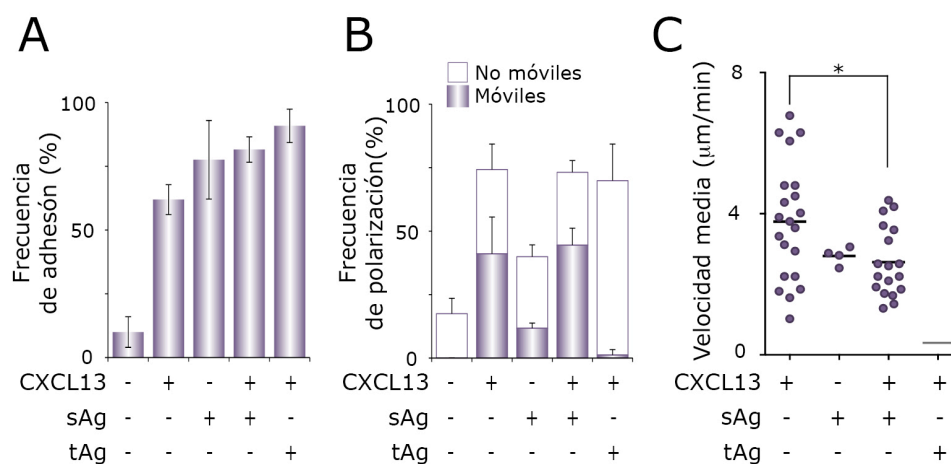 A
B
C
No móviles
Móviles
Frecuencia
de adhesón (%)
100
50
0
Frecuencia
de polarización(%)
100
50
0
Velocidad media (μm/min)
8
4
0
*
CXCL13 - + - + +
sAg - - + + -
tAg - - - - +
CXCL13 - + - + +
sAg - - + + -
tAg - - - - +
CXCL13 + - + +
sAg - + + -
tAg - - - +